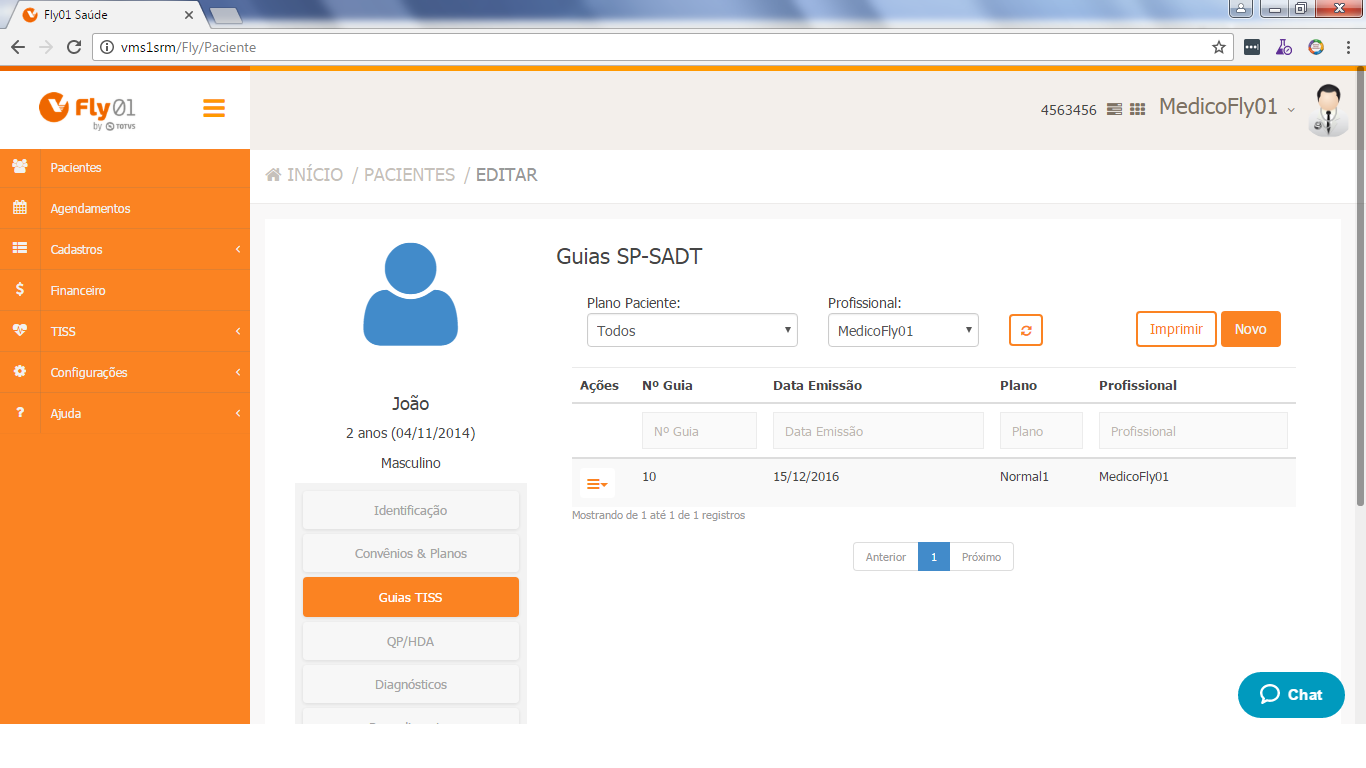 Fly01 Saúde
vms1srm/Fly/Paciente
Fly01
by TOTVS
4563456 MedicoFly01
Pacientes
Agendamentos
Cadastros
Financeiro
TISS
Configurações
Ajuda
INÍCIO / PACIENTES / EDITAR
João
2 anos (04/11/2014)
Masculino
Identificação
Convênios & Planos
Guias TISS
QP/HDA
Diagnósticos
Guias SP-SADT
Plano Paciente: Profissional:
Todos MedicoFly01 Imprimir Novo
Ações Nº Guia Data Emissão Plano Profissional
Nº Guia Data Emissão Plano Profissional
10 15/12/2016 Normal1 MedicoFly01
Mostrando de 1 até 1 de 1 registros
Anterior 1 Próximo
Chat